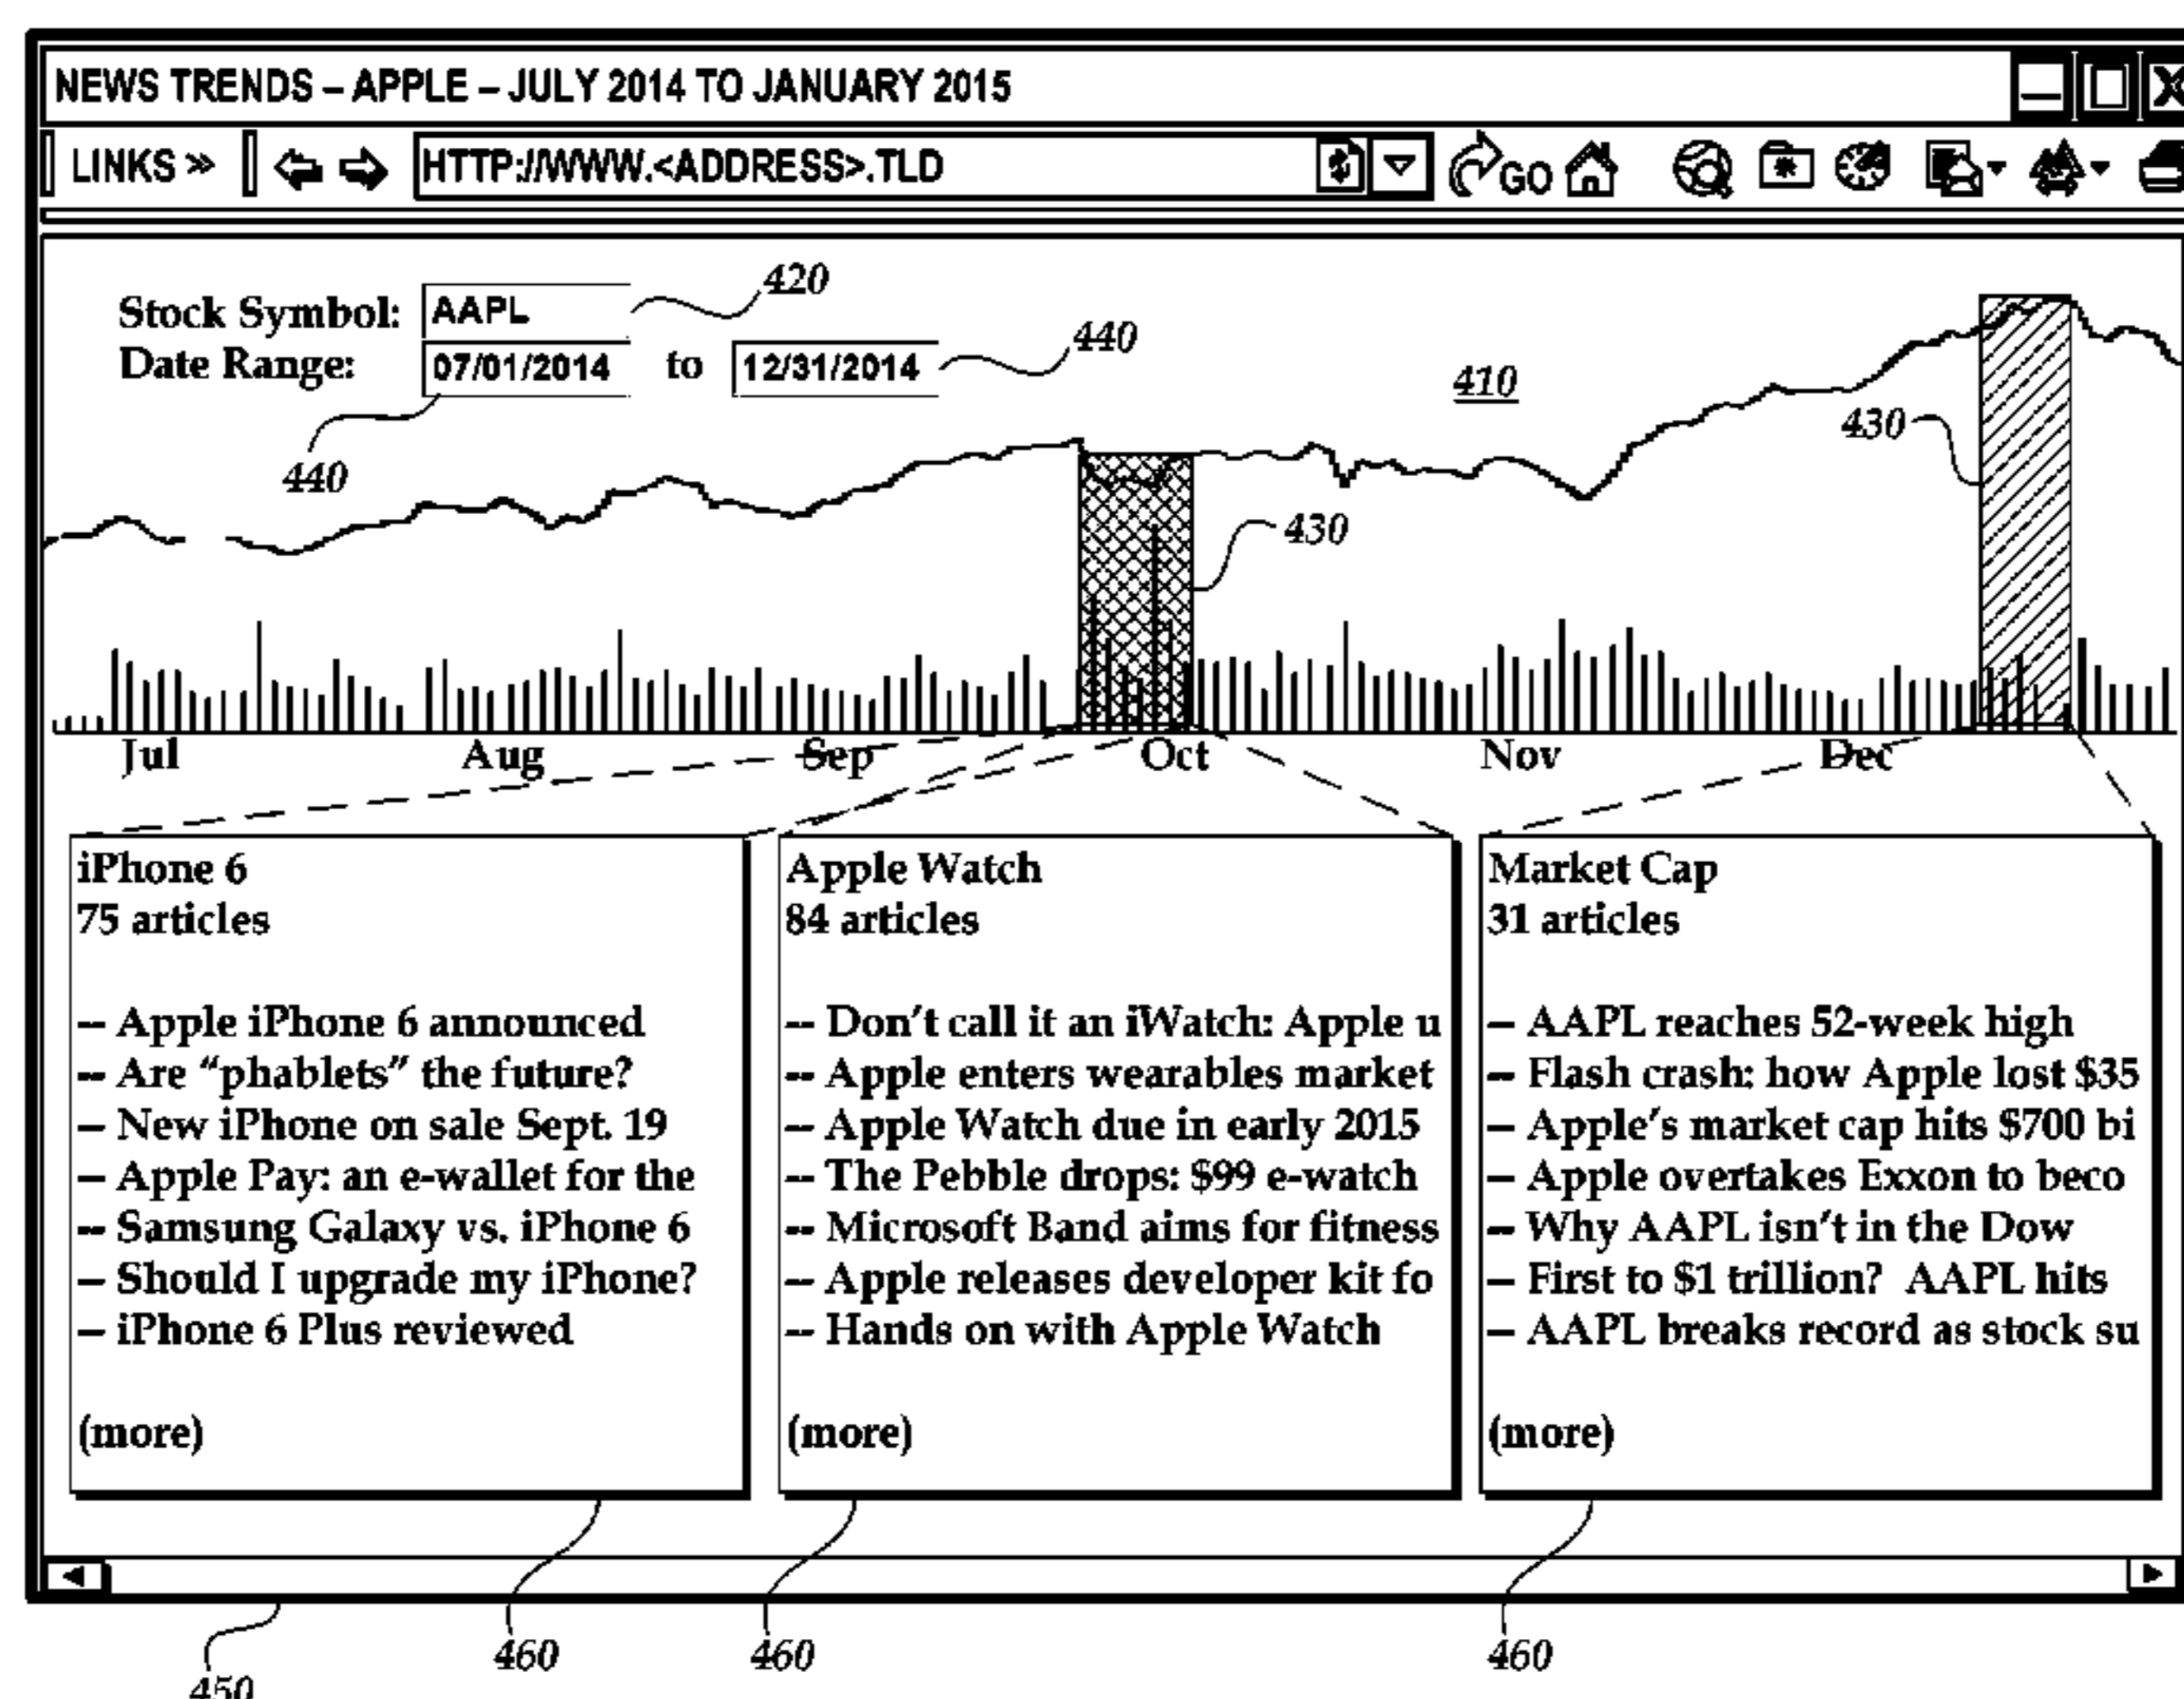 NEWS TRENDS – APPLE – JULY 2014 TO JANUARY 2015
LINKS » HTTP://WWW.<ADDRESS>.TLD GO
420
Stock Symbol: AAPL
440
Date Range: 07/01/2014 to 12/31/2014
410
430
440
430
Jul Aug Sep Oct Nov Dec
iPhone 6
75 articles
-- Apple iPhone 6 announced
-- Are “phablets” the future?
-- New iPhone on sale Sept. 19
-- Apple Pay: an e-wallet for the
-- Samsung Galaxy vs. iPhone 6
-- Should I upgrade my iPhone?
-- iPhone 6 Plus reviewed
(more)
Apple Watch
84 articles
-- Don’t call it an iWatch: Apple u
-- Apple enters wearables market
-- Apple Watch due in early 2015
-- The Pebble drops: $99 e-watch
-- Microsoft Band aims for fitness
-- Apple releases developer kit fo
-- Hands on with Apple Watch
(more)
Market Cap
31 articles
-- AAPL reaches 52-week high
-- Flash crash: how Apple lost $35
-- Apple’s market cap hits $700 bi
-- Apple overtakes Exxon to beco
-- Why AAPL isn’t in the Dow
-- First to $1 trillion? AAPL hits
-- AAPL breaks record as stock su
(more)
460 460 460
450